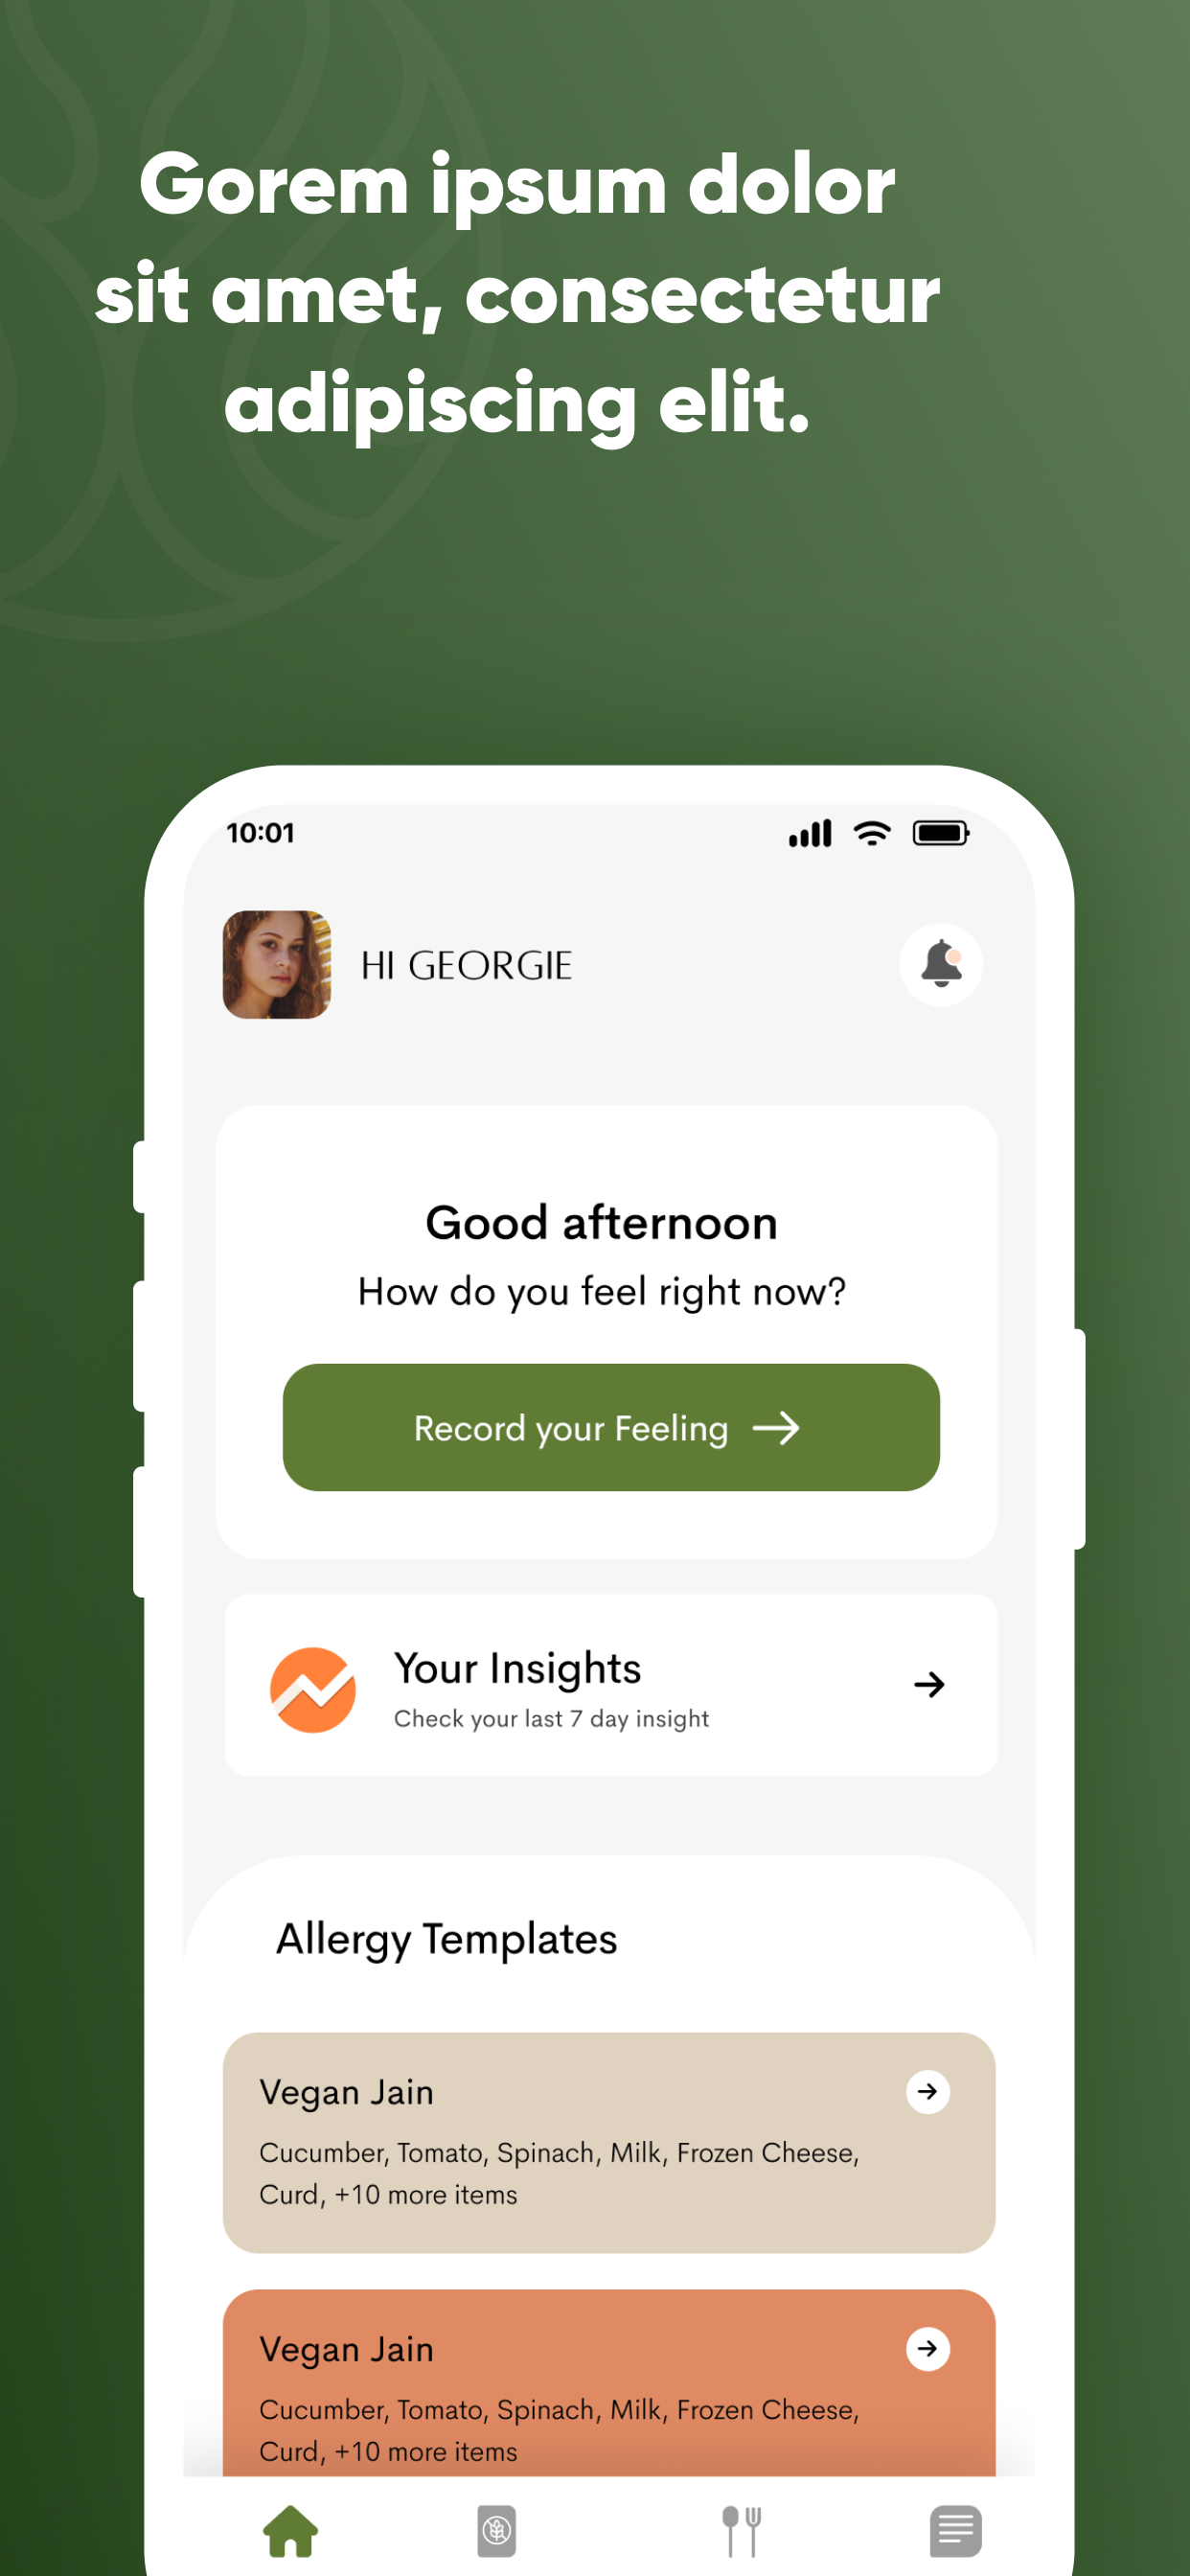 Gorem ipsum dolor
sit amet, consectetur
adipiscing elit.
10:01
HI GEORGIE
Good afternoon
How do you feel right now?
Record your Feeling
Your Insights
Check your last 7 day insight
Allergy Templates
Vegan Jain
Cucumber, Tomato, Spinach, Milk, Frozen Cheese,
Curd, +10 more items
Vegan Jain
Cucumber, Tomato, Spinach, Milk, Frozen Cheese,
Curd, +10 more items